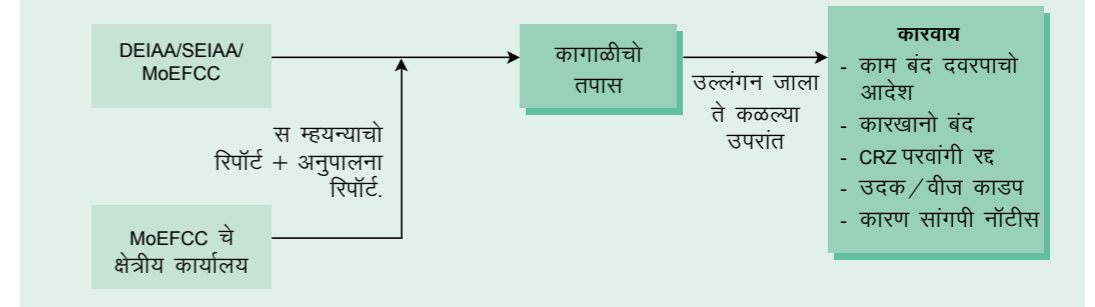 DEIAA/SEIAA/
MoEFCC
स म्हयन्याचो
रिपॉर्ट + अनुपालना
रिपॉर्ट.
MoEFCC चे
क्षेत्रीय कार्यालय
कागाळीचो
तपास
उल्लंगन जाला
ते कळल्या
उपरांत
कारवाय
- काम बंद दवरपाचो
आदेश
- कारखानो बंद
- CRZ परवांगी रद्द
- उदक/वीज काडप
- कारण सांगपी नॉटीस